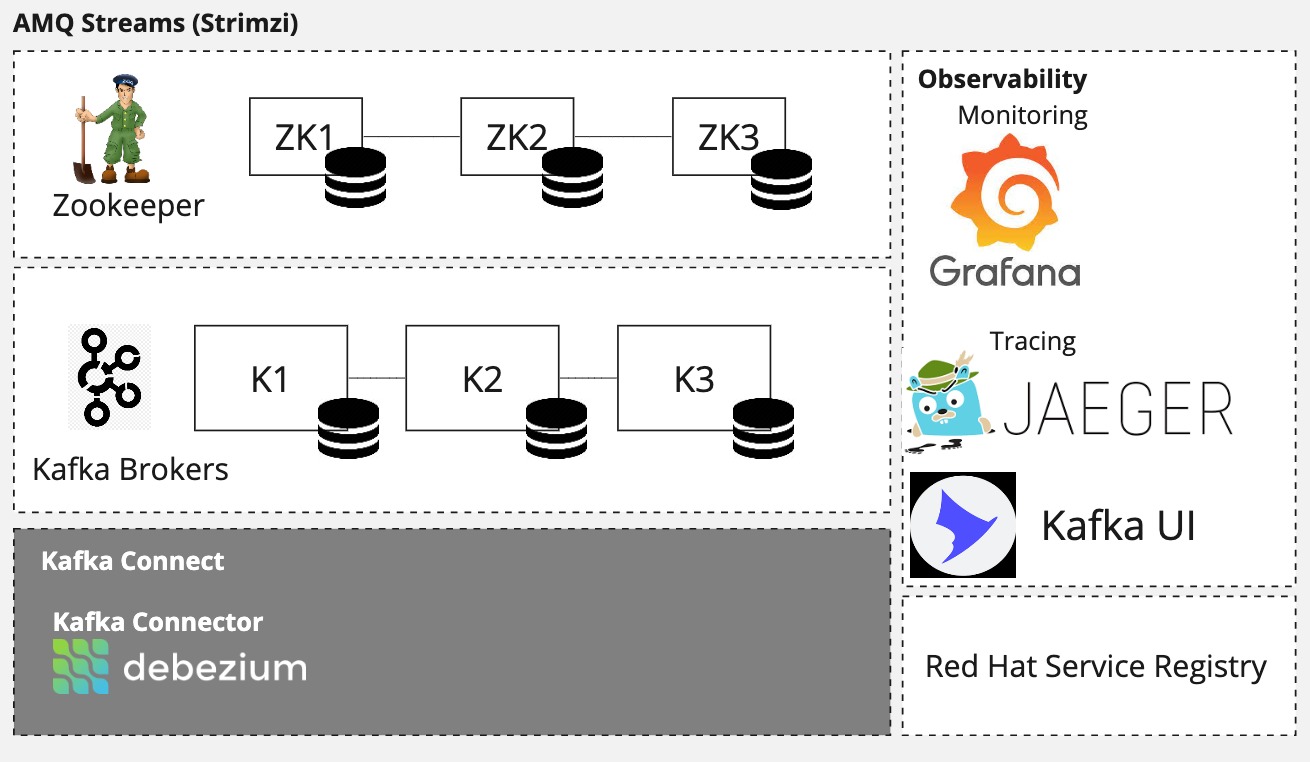 AMQ Streams (Strimzi)
ZK1
ZK2
ZK3
Zookeeper
K1
K2
K3
Kafka Brokers
Kafka Connect
Kafka Connector
debezium
Observability
Monitoring
Grafana
Tracing
JAEGER
Kafka UI
Red Hat Service Registry